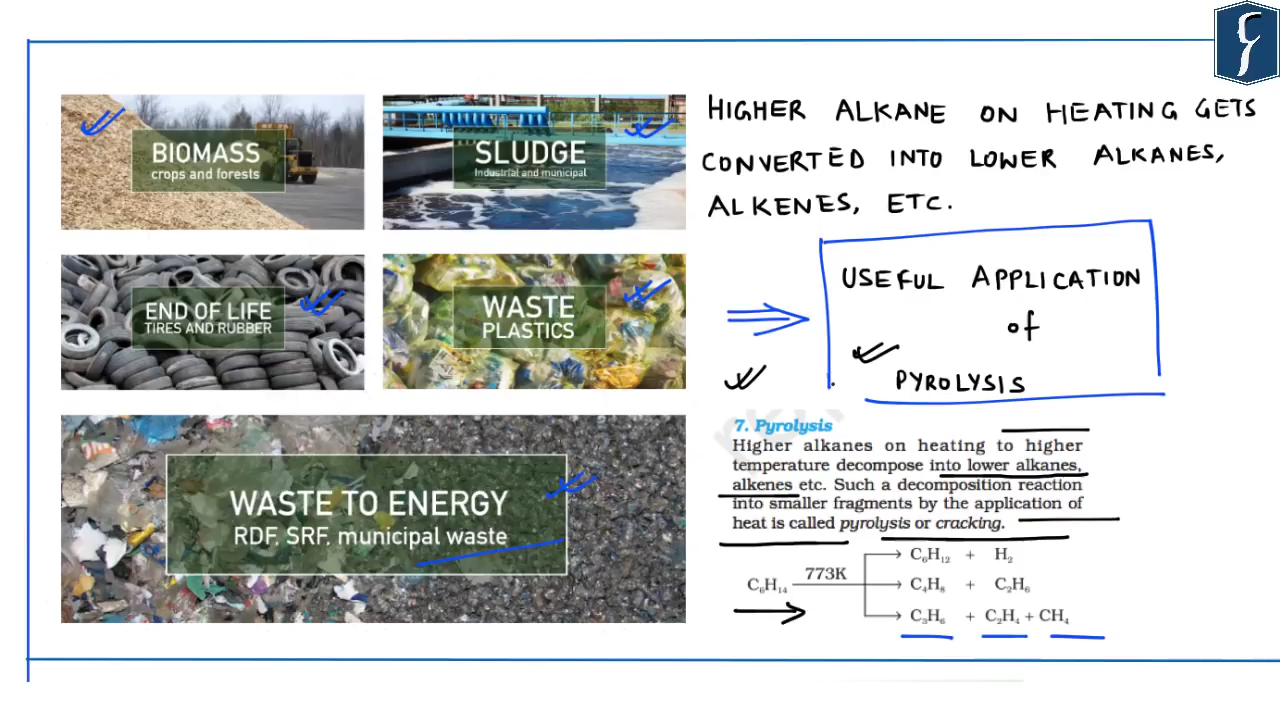 BIOMASS
crops and forests
SLUDGE
Industrial and municipal
END OF LIFE
TIRES AND RUBBER
WASTE
PLASTICS
WASTE TO ENERGY
RDF, SRF, municipal waste
HIGHER ALKANE ON HEATING GETS
CONVERTED INTO LOWER ALKANES,
ALKENES, ETC.
USEFUL APPLICATION
of
PYROLYSIS
7. Pyrolysis
Higher alkanes on heating to higher
temperature decompose into lower alkanes,
alkenes etc. Such a decomposition reaction
into smaller fragments by the application of
heat is called pyrolysis or cracking.
C₆H₁₂ + H₂
C₆H₁₄ 773K C₄H₈ + C₂H₆
C₃H₆ + C₂H₄ + CH₄